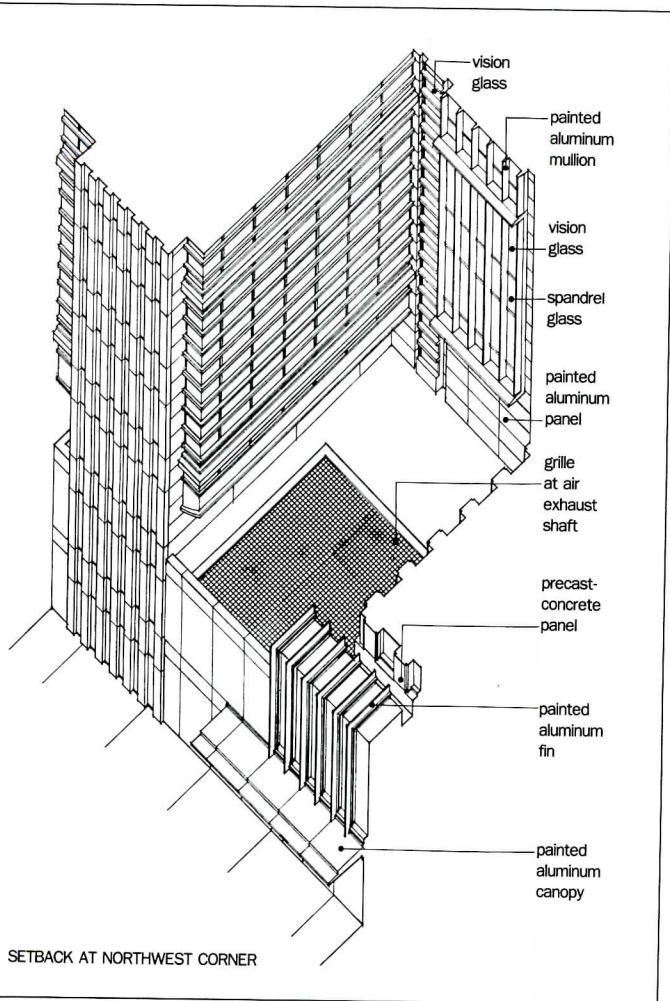 vision
glass
painted
aluminum
mullion
vision
glass
spandrel
glass
painted
aluminum
panel
grille
at air
exhaust
shaft
precast-
concrete
panel
painted
aluminum
fin
painted
aluminum
canopy
SETBACK AT NORTHWEST CORNER